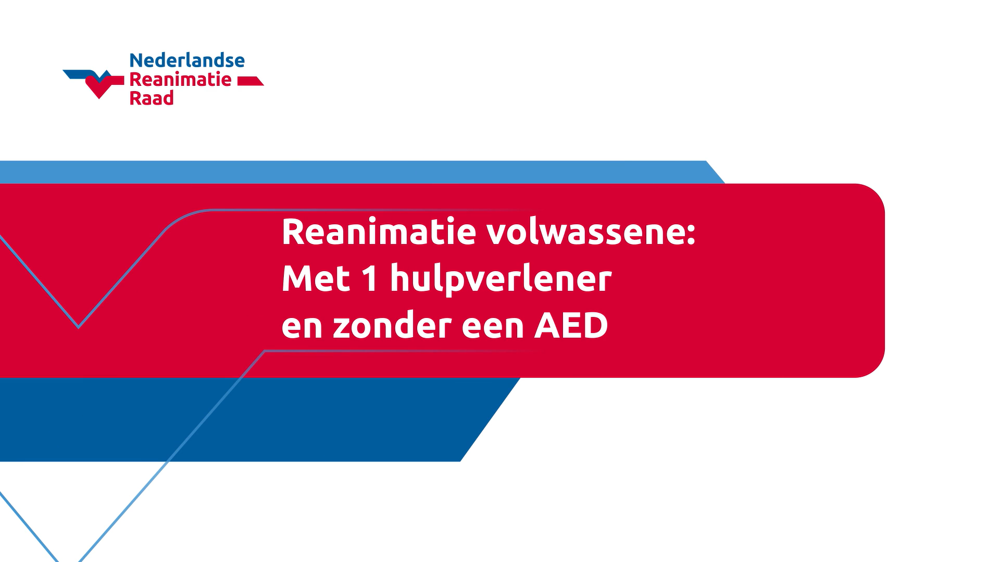 Nederlandse
Reanimatie
Raad
Reanimatie volwassene:
Met 1 hulpverlener
en zonder een AED